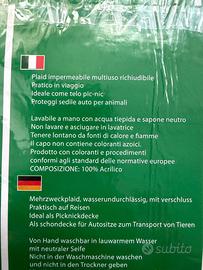 Plaid impermeabile multiuso richiudibile
Pratico in viaggio
Ideale come telo pic-nic
Proteggi sedile auto per animali
Lavabile a mano con acqua tiepida e sapone neutro
Non lavare e asciugare in lavatrice
Tenere lontano da fonti di calore e fiamme
Il capo non contiene coloranti azoici.
Prodotto con coloranti e procedimenti
conformi agli standard delle normative europee
COMPOSIZIONE: 100% Acrilico
Mehrzweckplaid, wasserundurchlässig, mit verschluss
Praktisch auf Reisen
Ideal als Picknickdecke
Als schondecke für Autositze zum Transport von Tieren
Von Hand waschbar in lauwarmem Wasser
mit neutraler Seife
Nicht in der Waschmaschine waschen
und nicht in den Trockner geben
subito